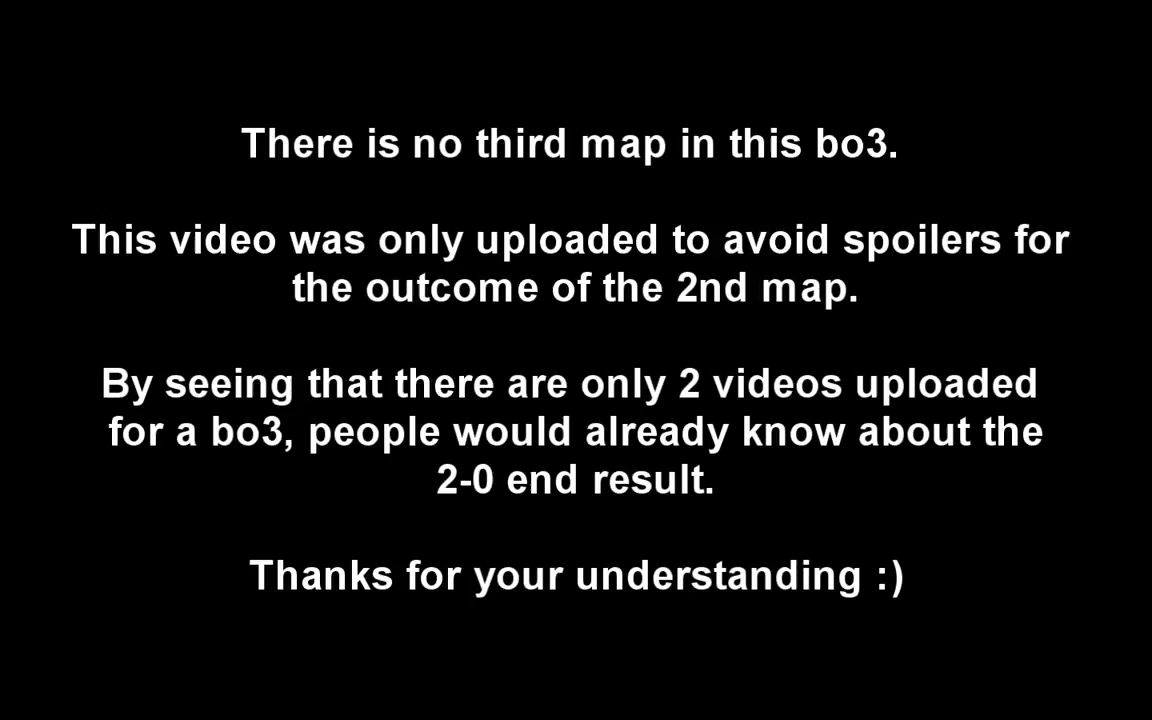 There is no third map in this bo3.
This video was only uploaded to avoid spoilers for
the outcome of the 2nd map.
By seeing that there are only 2 videos uploaded
for a bo3, people would already know about the
2-0 end result.
Thanks for your understanding :)